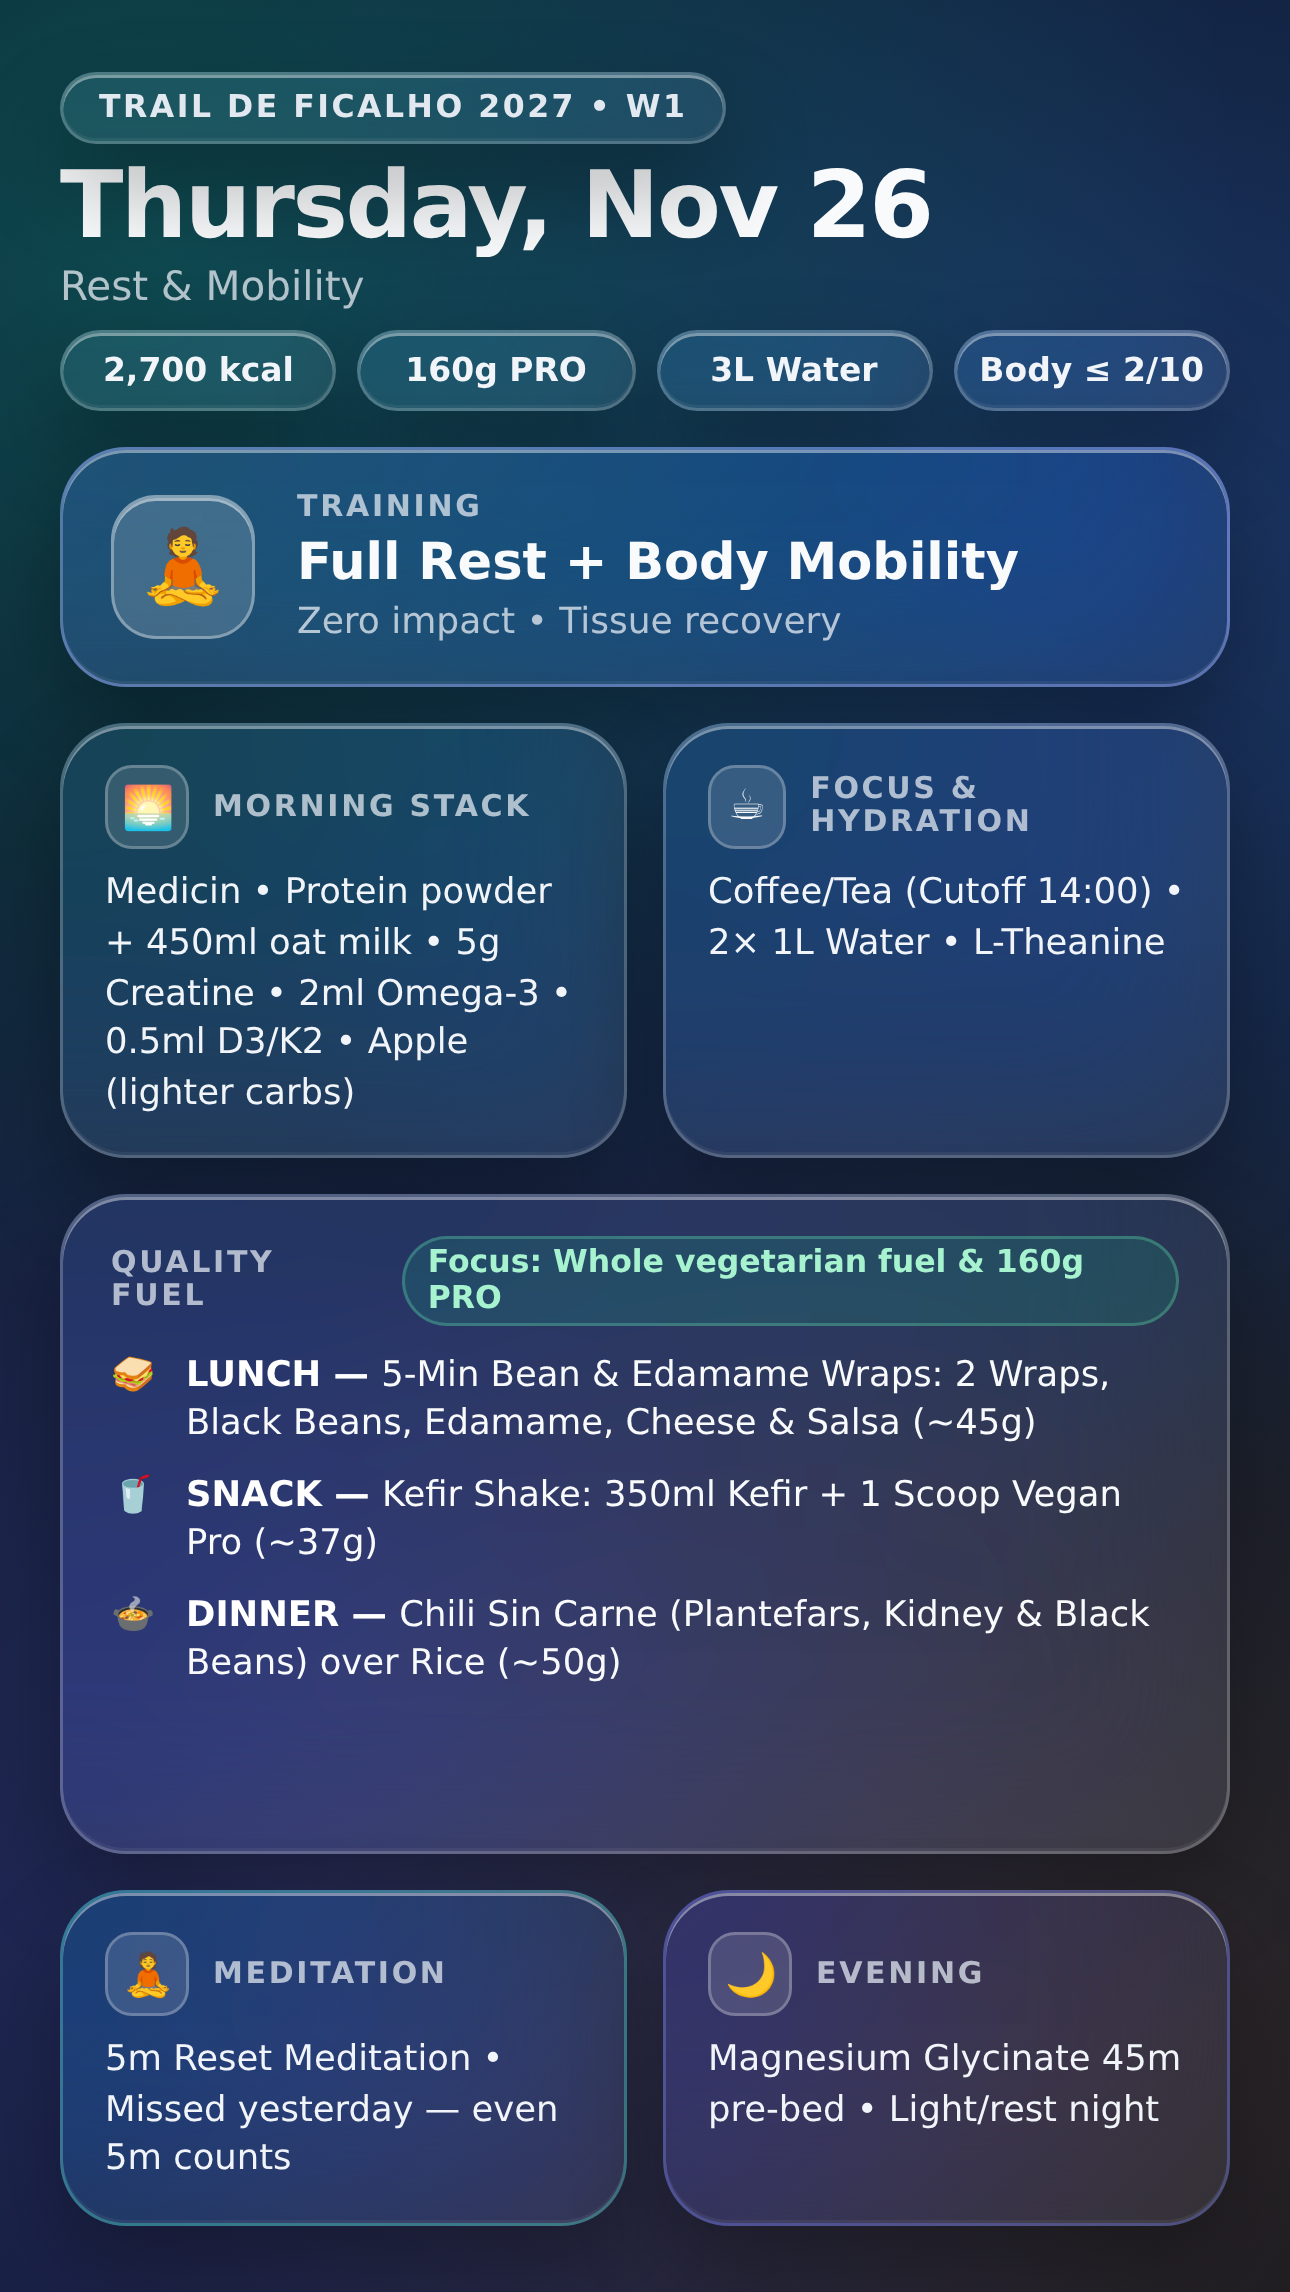 TRAIL DE FICALHO 2027 • W1
Thursday, Nov 26
Rest & Mobility
2,700 kcal
160g PRO
3L Water
Body ≤ 2/10
TRAINING
Full Rest + Body Mobility
Zero impact • Tissue recovery
MORNING STACK
Medicin • Protein powder
+ 450ml oat milk • 5g
Creatine • 2ml Omega-3 •
0.5ml D3/K2 • Apple
(lighter carbs)
FOCUS &
HYDRATION
Coffee/Tea (Cutoff 14:00) •
2× 1L Water • L-Theanine
QUALITY
FUEL
Focus: Whole vegetarian fuel & 160g
PRO
LUNCH — 5-Min Bean & Edamame Wraps: 2 Wraps,
Black Beans, Edamame, Cheese & Salsa (~45g)
SNACK — Kefir Shake: 350ml Kefir + 1 Scoop Vegan
Pro (~37g)
DINNER — Chili Sin Carne (Plantefars, Kidney & Black
Beans) over Rice (~50g)
MEDITATION
5m Reset Meditation •
Missed yesterday — even
5m counts
EVENING
Magnesium Glycinate 45m
pre-bed • Light/rest night